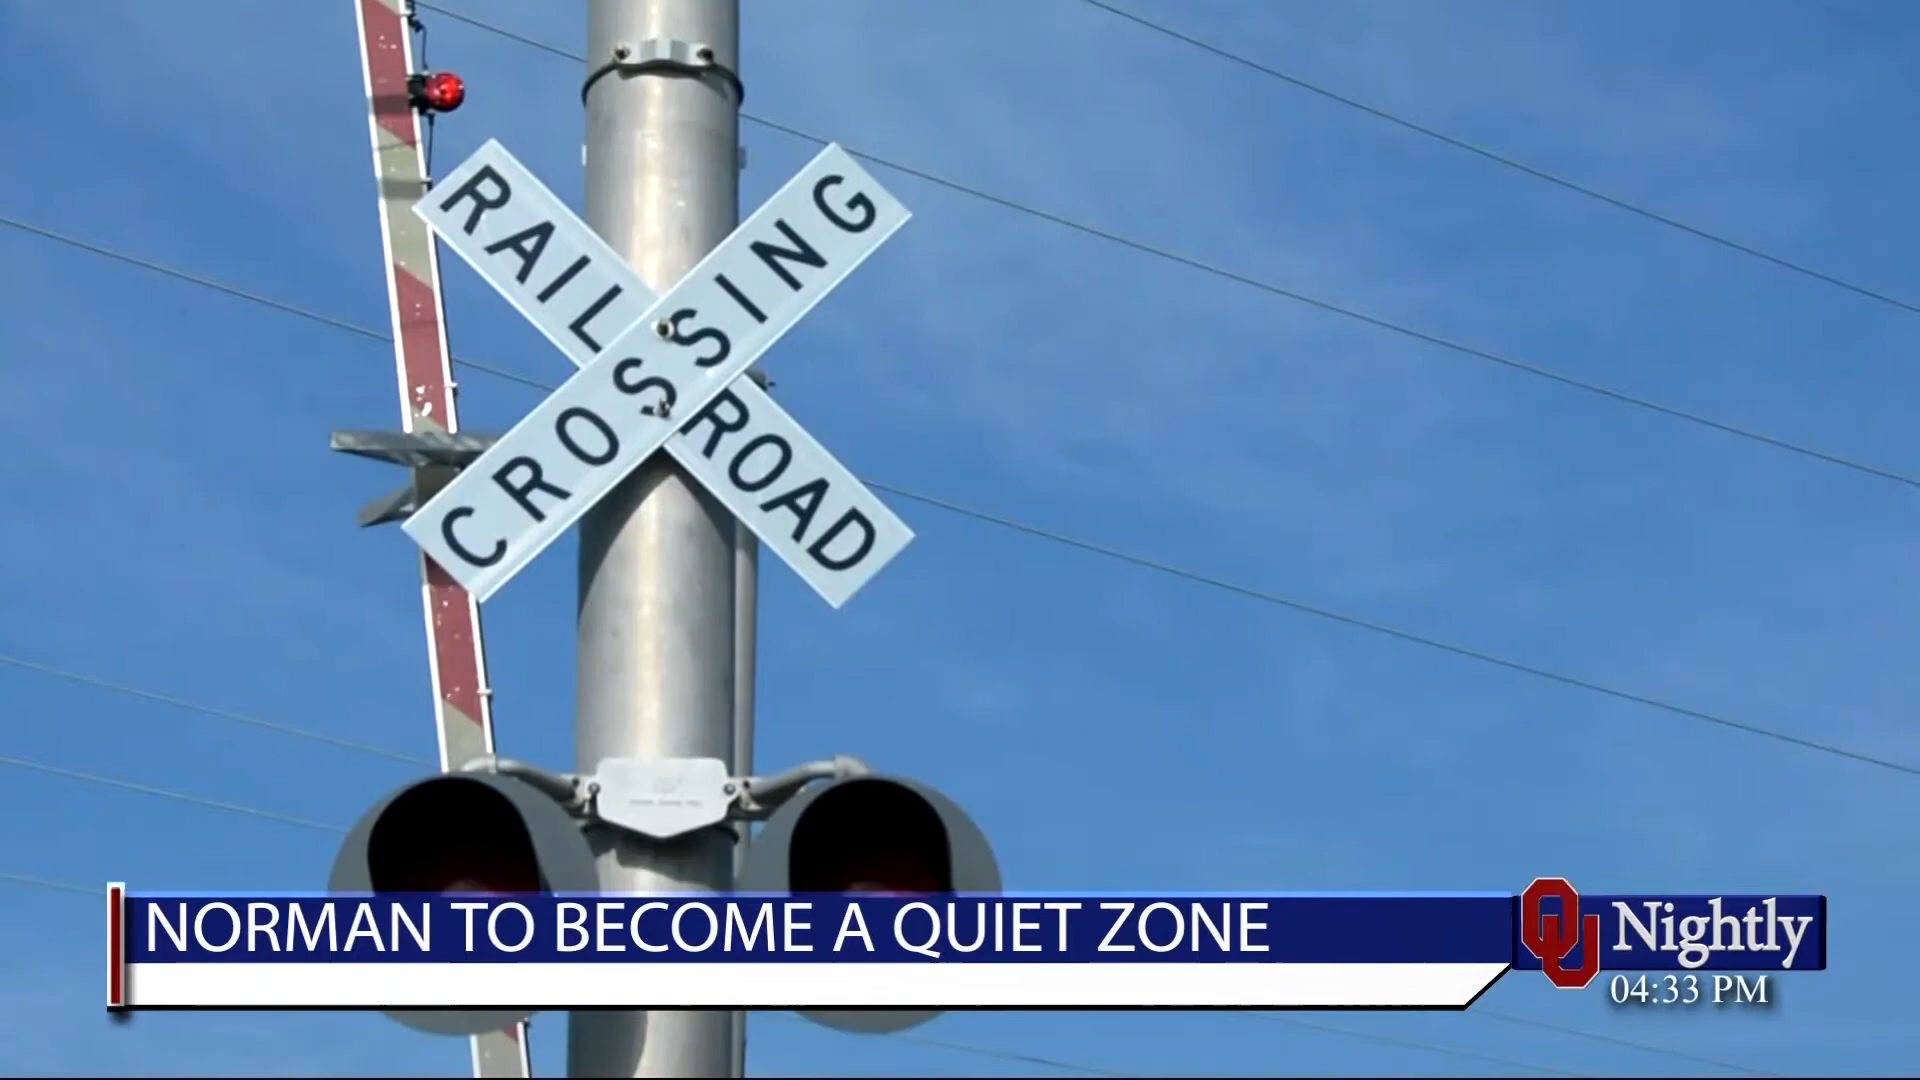 RAILROAD
CROSSING
NORMAN TO BECOME A QUIET ZONE
OU Nightly
04:33 PM